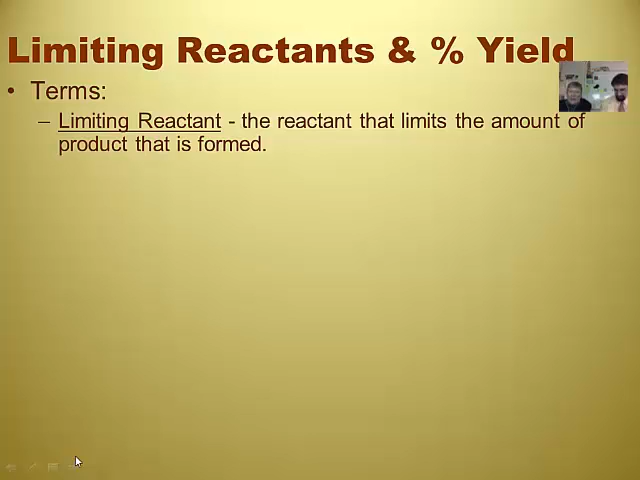 Limiting Reactants & % Yield
• Terms:
– Limiting Reactant - the reactant that limits the amount of
product that is formed.